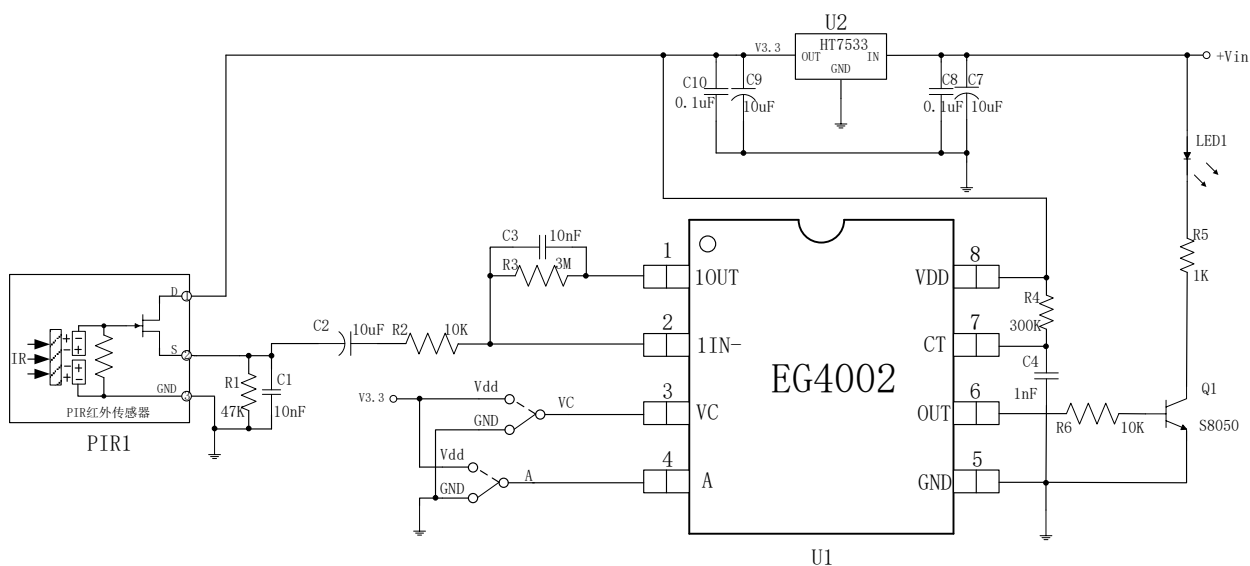 U2
V3.3
HT7533
OUT
IN
GND
+Vin
C10
0.1uF
C9
10uF
C8
0.1uF
C7
10uF
LED1
R5
1K
C3
10nF
R3
3M
1
1OUT
8
VDD
R4
300K
D
IR
S
GND
PIR红外传感器
PIR1
C2
10uF
R2
10K
2
1IN-
7
CT
C4
1nF
R1
47K
C1
10nF
EG4002
V3.3
Vdd
GND
VC
3
VC
6
OUT
R6
10K
Q1
S8050
Vdd
GND
A
4
A
5
GND
U1